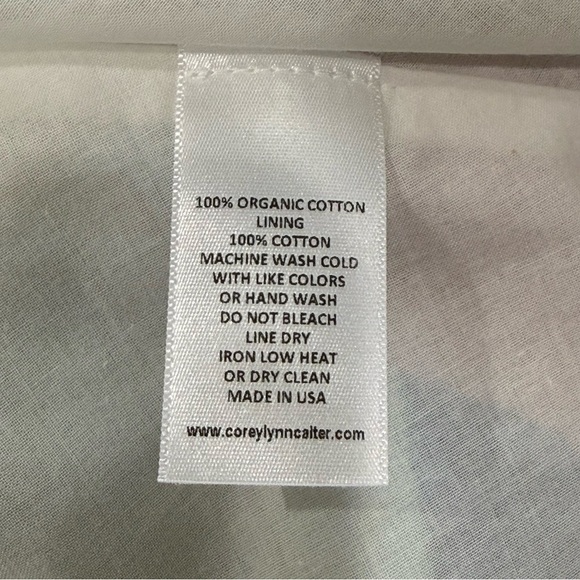 100% ORGANIC COTTON
LINING
100% COTTON
MACHINE WASH COLD
WITH LIKE COLORS
OR HAND WASH
DO NOT BLEACH
LINE DRY
IRON LOW HEAT
OR DRY CLEAN
MADE IN USA
www.coreylynncalter.com